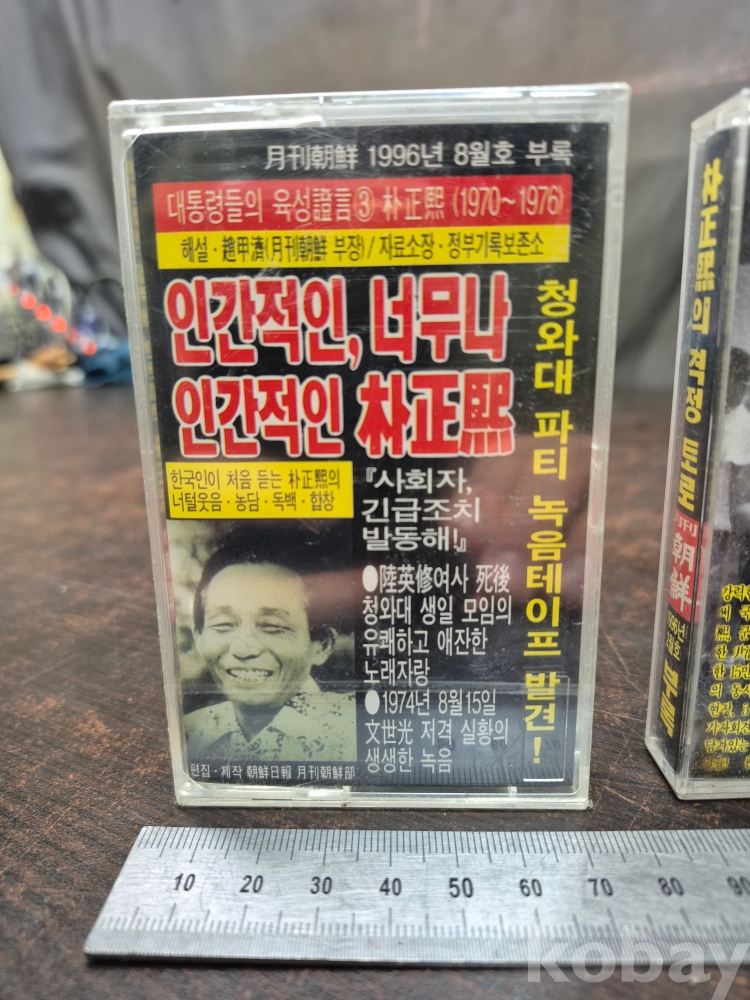 月刊朝鮮 1996년 8월호 부록
대통령들의 육성證言③ 朴正熙 (1970~1976)
해설·趙甲濟(月刊朝鮮 부장) / 자료소장·정부기록보존소
인간적인, 너무나
인간적인 朴正熙
청와대 파티 녹음테이프 발견!
한국인이 처음 듣는 朴正熙의
너털웃음·농담·독백·합창
『사회자,
긴급조치
발동해!』
●陸英修여사 死後
청와대 생일 모임의
유쾌하고 애잔한
노래자랑
●1974년 8월15일
文世光 저격 실황의
생생한 녹음
편집·제작 朝鮮日報 月刊朝鮮部
朴正熙의 격정 토로
月刊
朝鮮
1996년
부록
10 20 30 40 50 60 70 80 90
kobay